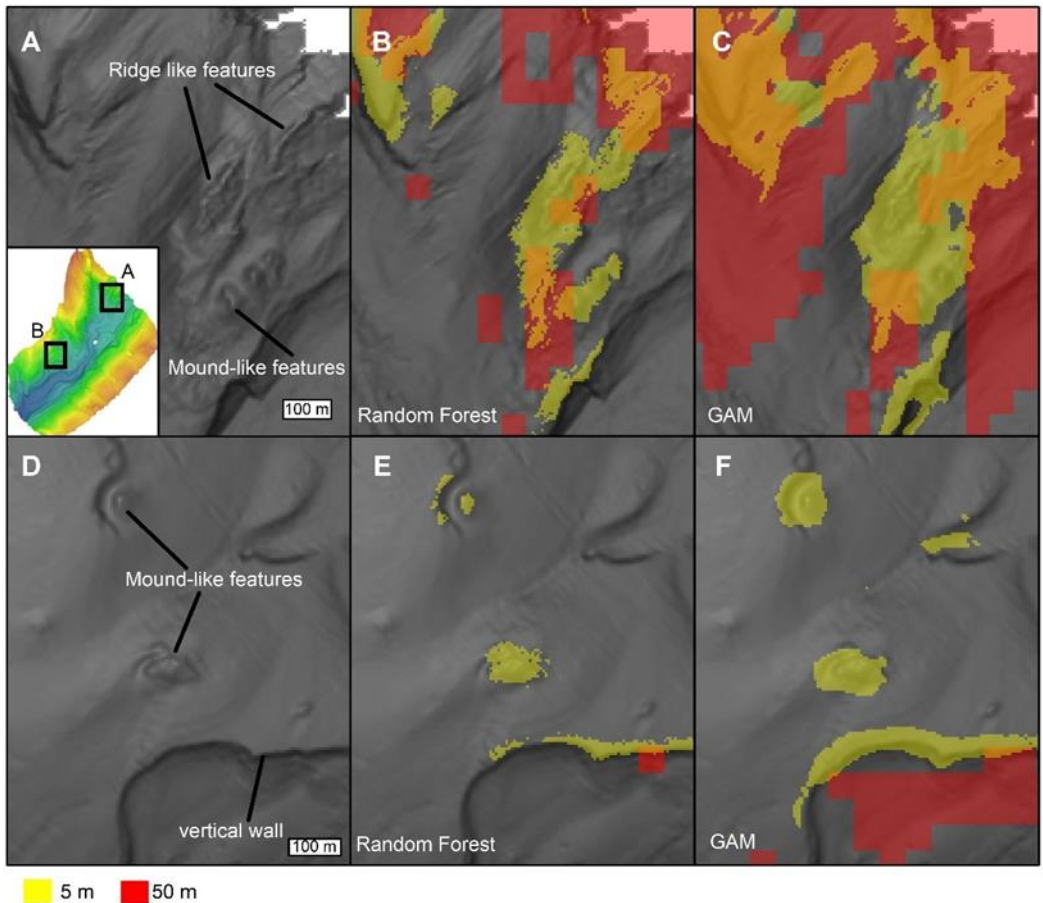 A
Ridge like features
Mound-like features
100 m
A
B
B
Random Forest
C
GAM
D
Mound-like features
vertical wall
100 m
E
Random Forest
F
GAM
5 m
50 m